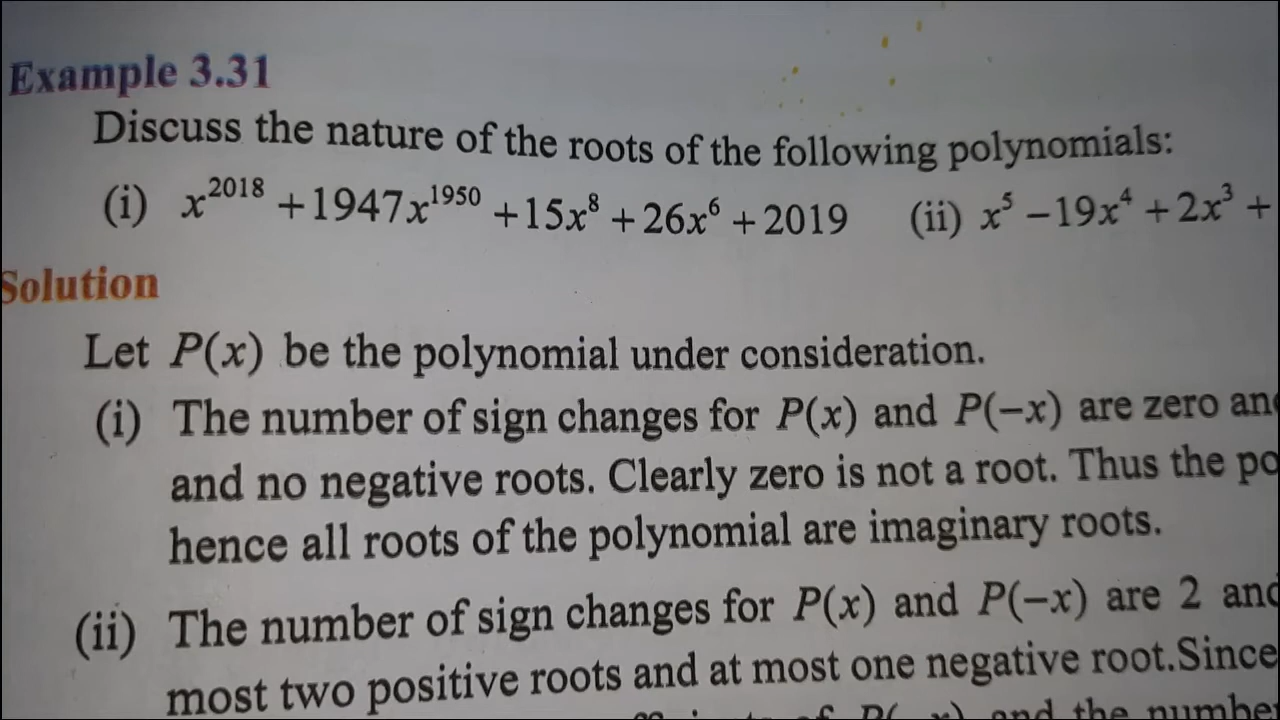 Example 3.31
Discuss the nature of the roots of the following polynomials:
(i) x^2018 + 1947x^1950 + 15x^8 + 26x^6 + 2019 (ii) x^5 − 19x^4 + 2x^3 +
Solution
Let P(x) be the polynomial under consideration.
(i) The number of sign changes for P(x) and P(−x) are zero
and no negative roots. Clearly zero is not a root. Thus the
hence all roots of the polynomial are imaginary roots.
(ii) The number of sign changes for P(x) and P(−x) are 2
most two positive roots and at most one negative root.Since
and the